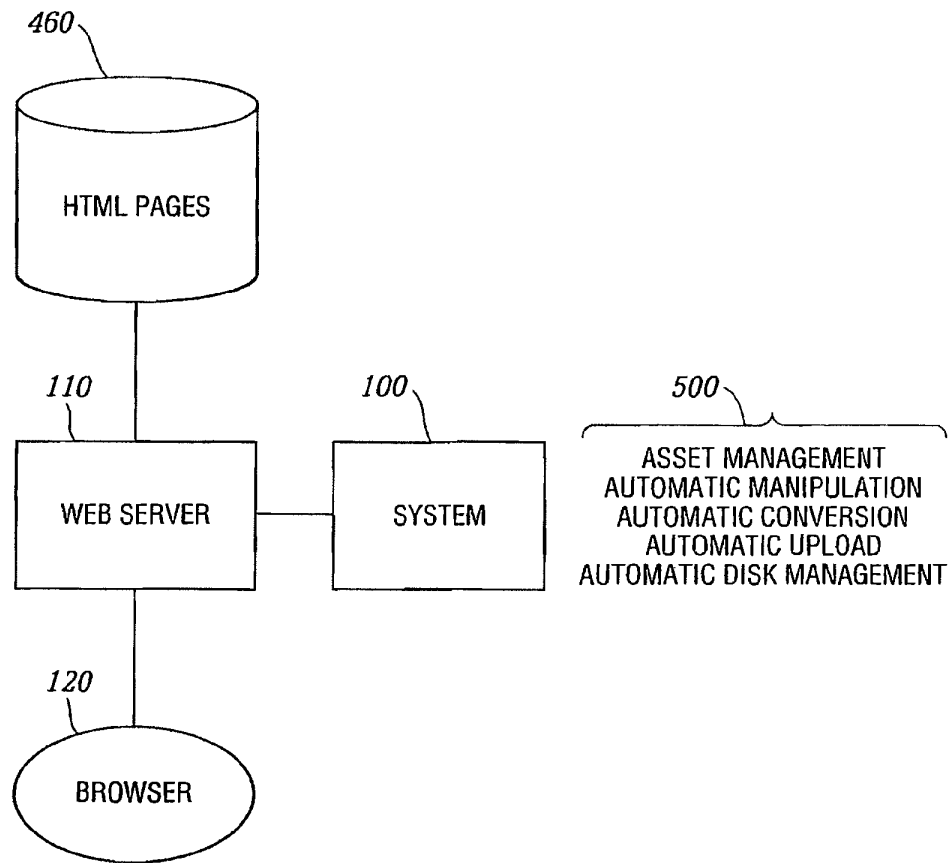 460
HTML PAGES
110
WEB SERVER
100
SYSTEM
500
ASSET MANAGEMENT
AUTOMATIC MANIPULATION
AUTOMATIC CONVERSION
AUTOMATIC UPLOAD
AUTOMATIC DISK MANAGEMENT
120
BROWSER